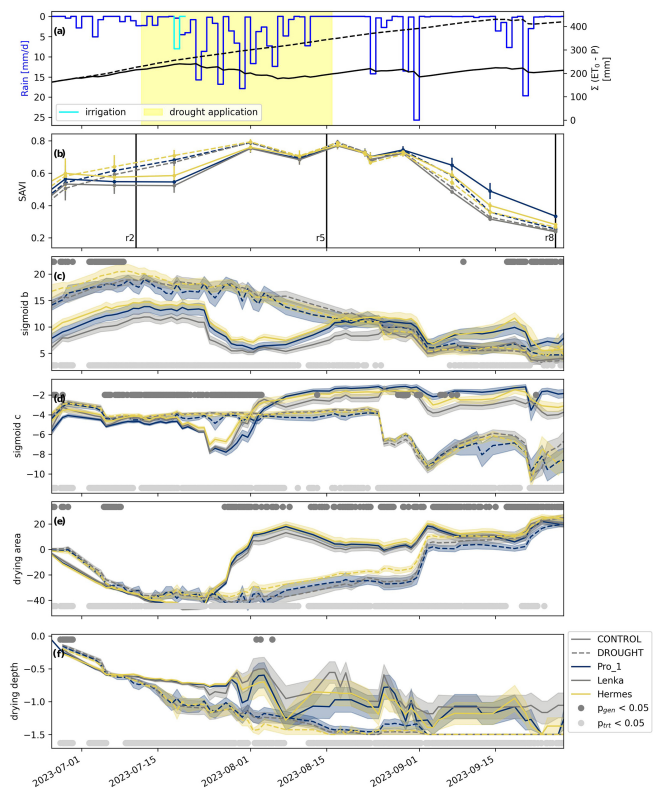 (a)
0
5
10
15
20
25
Rain [mm/d]
400
300
200
100
0
Σ (ET₀ - P)
[mm]
irrigation
drought application
(b)
0.8
0.6
0.4
0.2
SAVI
r2
r5
r8
(c)
20
15
10
5
sigmoid b
(d)
−2
−4
−6
−8
−10
sigmoid c
(e)
20
0
−20
−40
drying area
(f)
0.0
−0.5
−1.0
−1.5
drying depth
CONTROL
DROUGHT
Pro_1
Lenka
Hermes
p_gen < 0.05
p_trt < 0.05
2023-07-01
2023-07-15
2023-08-01
2023-08-15
2023-09-01
2023-09-15